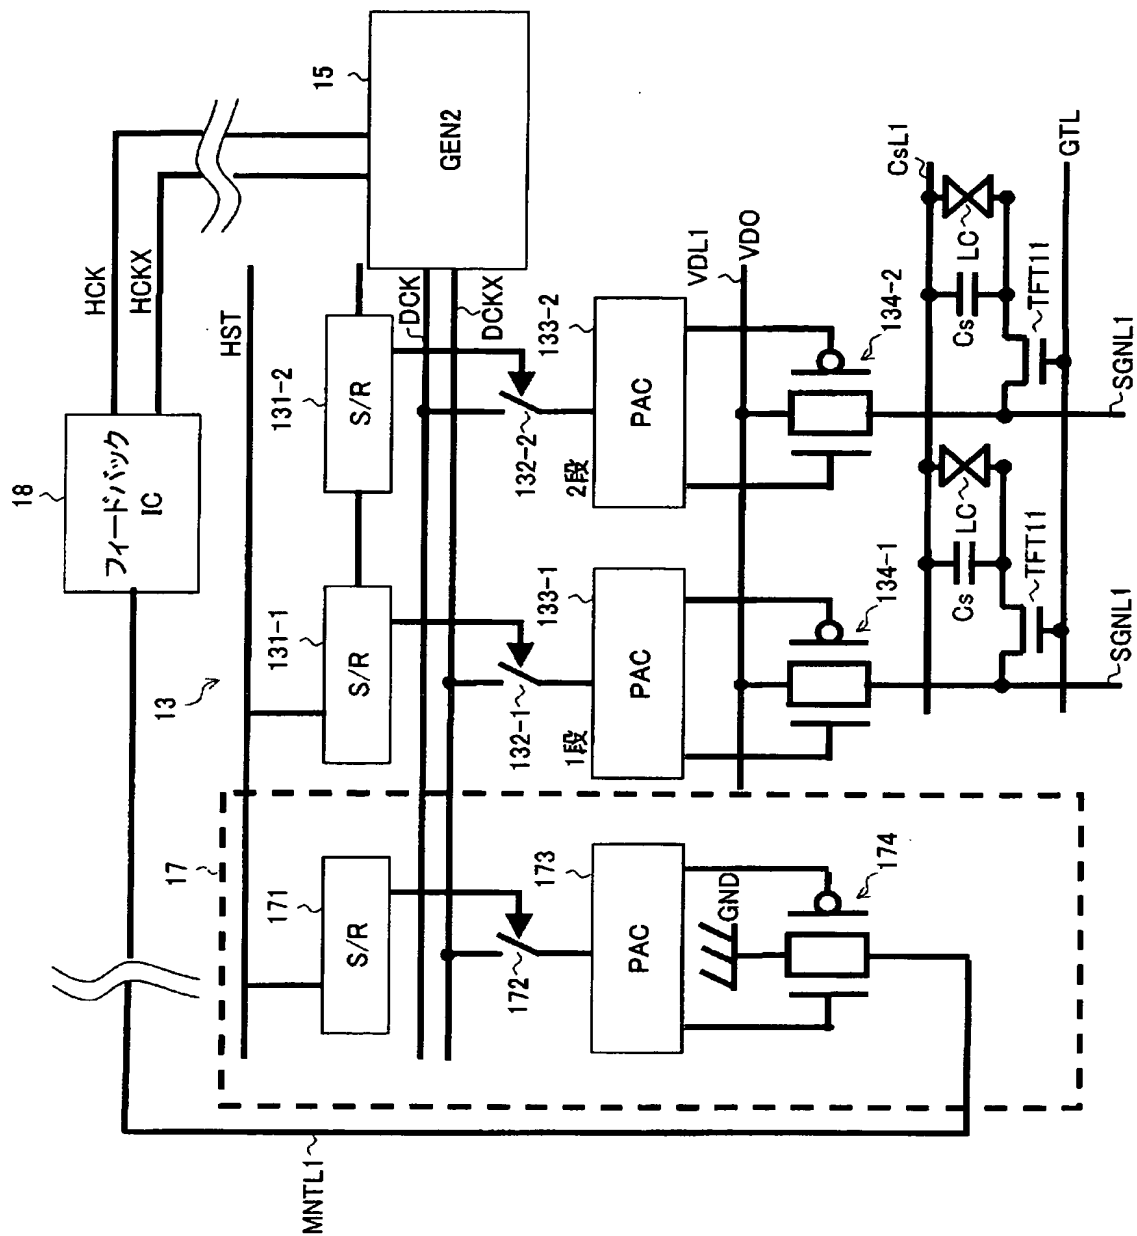 MNTL1
17
171
S/R
172
173
PAC
GND
174
18
フィードバック
IC
HCK
HCKX
13
HST
131-1
S/R
131-2
S/R
15
GEN2
DCK
DCKX
132-1
132-2
133-1
PAC
1段
133-2
PAC
2段
VDL1
VDO
134-1
134-2
CsL1
Cs
LC
TFT11
Cs
LC
TFT11
GTL
SGNL1
SGNL1